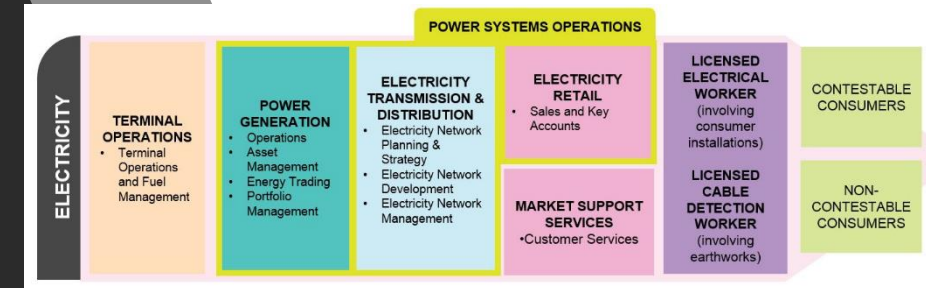 POWER SYSTEMS OPERATIONS
ELECTRICITY
TERMINAL
OPERATIONS
• Terminal
Operations
and Fuel
Management
POWER
GENERATION
• Operations
• Asset
Management
• Energy Trading
• Portfolio
Management
ELECTRICITY
TRANSMISSION &
DISTRIBUTION
• Electricity Network
Planning &
Strategy
• Electricity Network
Development
• Electricity Network
Management
ELECTRICITY
RETAIL
• Sales and Key
Accounts
MARKET SUPPORT
SERVICES
•Customer Services
LICENSED
ELECTRICAL
WORKER
(involving
consumer
installations)
LICENSED
CABLE
DETECTION
WORKER
(involving
earthworks)
CONTESTABLE
CONSUMERS
NON-
CONTESTABLE
CONSUMERS